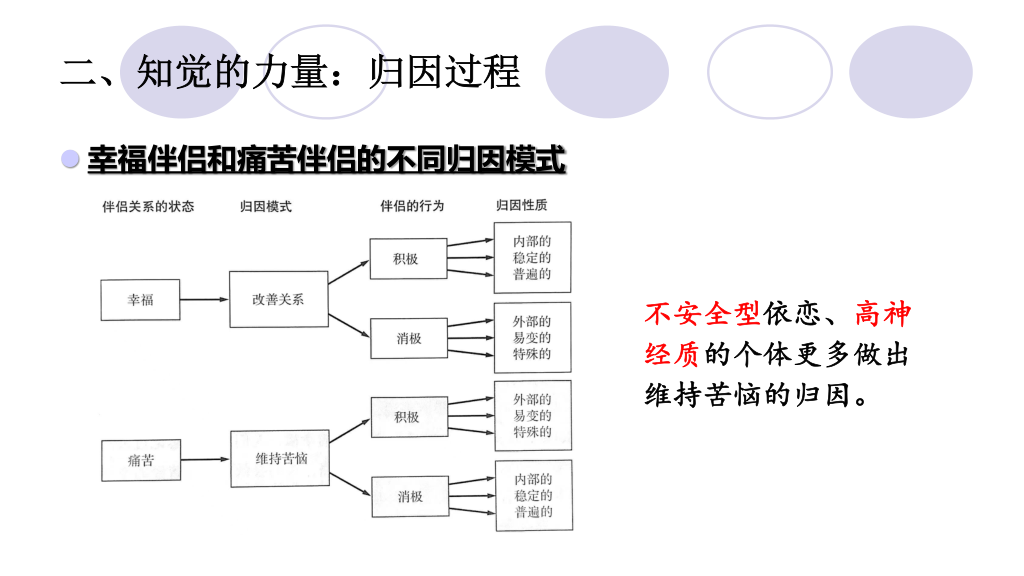 二、知觉的力量：归因过程
幸福伴侣和痛苦伴侣的不同归因模式
伴侣关系的状态 归因模式 伴侣的行为 归因性质
幸福
改善关系
积极
内部的
稳定的
普遍的
消极
外部的
易变的
特殊的
痛苦
维持苦恼
积极
外部的
易变的
特殊的
消极
内部的
稳定的
普遍的
不安全型依恋、高神
经质的个体更多做出
维持苦恼的归因。